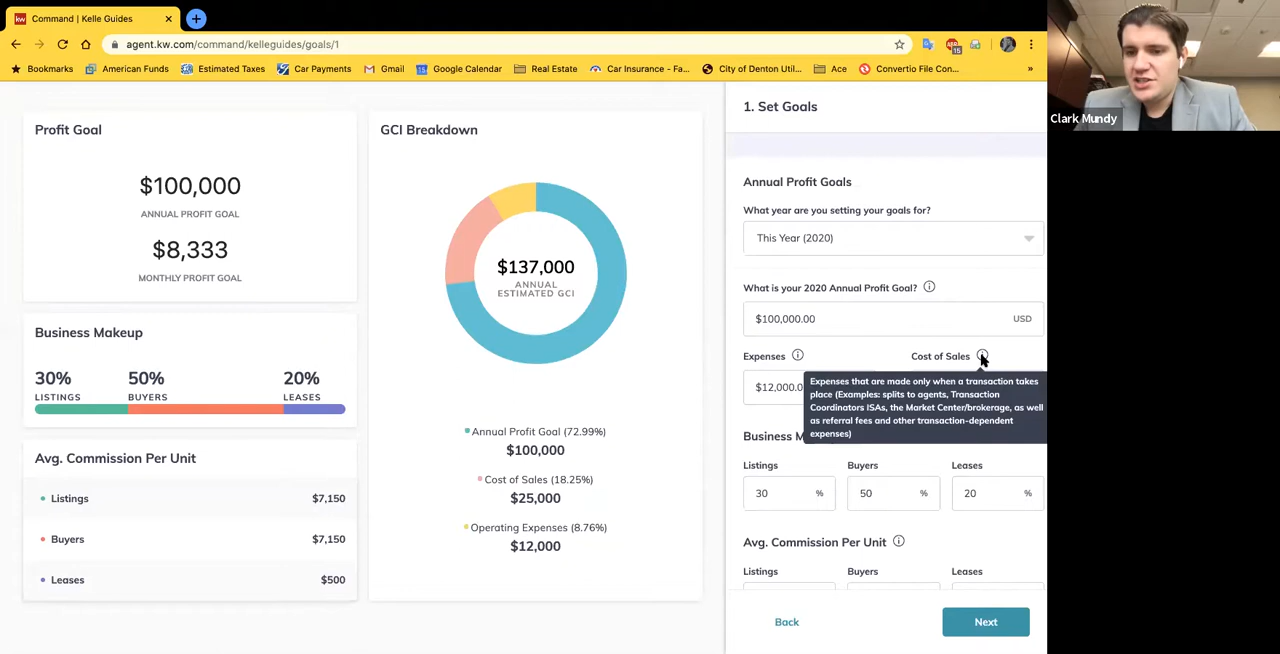 Command | Kelle Guides
agent.kw.com/command/kelleguides/goals/1
15
Bookmarks
American Funds
Estimated Taxes
Car Payments
Gmail
Google Calendar
Real Estate
Car Insurance - Fa...
City of Denton Util...
Ace
Convertio File Con...
Clark Mundy
Profit Goal
$100,000
ANNUAL PROFIT GOAL
$8,333
MONTHLY PROFIT GOAL
Business Makeup
30% 50% 20%
LISTINGS BUYERS LEASES
Avg. Commission Per Unit
Listings $7,150
Buyers $7,150
Leases $500
GCI Breakdown
$137,000
ANNUAL
ESTIMATED GCI
Annual Profit Goal (72.99%)
$100,000
Cost of Sales (18.25%)
$25,000
Operating Expenses (8.76%)
$12,000
1. Set Goals
Annual Profit Goals
What year are you setting your goals for?
This Year (2020)
What is your 2020 Annual Profit Goal?
$100,000.00 USD
Expenses Cost of Sales
$12,000.0
Expenses that are made only when a transaction takes
place (Examples: splits to agents, Transaction
Coordinators ISAs, the Market Center/brokerage, as well
as referral fees and other transaction-dependent
expenses)
Business M
Listings Buyers Leases
30 % 50 % 20 %
Avg. Commission Per Unit
Listings Buyers Leases
Back Next